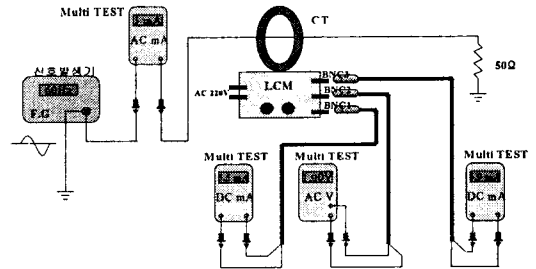 Multi TEST
AC mA
CT
신호발생기
F.G
AC 220V
LCM
BNC3
BNC2
BNC1
50Ω
Multi TEST
DC mA
Multi TEST
AC V
Multi TEST
DC mA